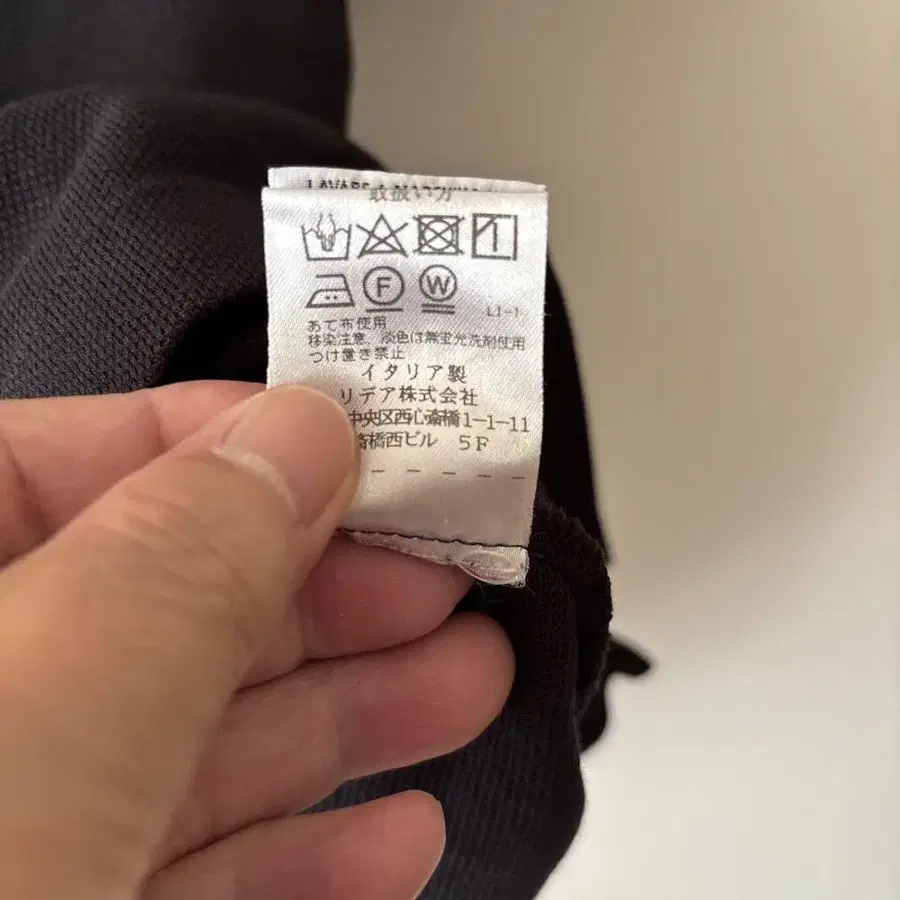 取扱い方
F W
L1-1
あて布使用
移染注意、淡色は無蛍光洗剤使用
つけ置き禁止
イタリア製
リデア株式会社
中央区西心斎橋1-1-11
斎橋西ビル 5F